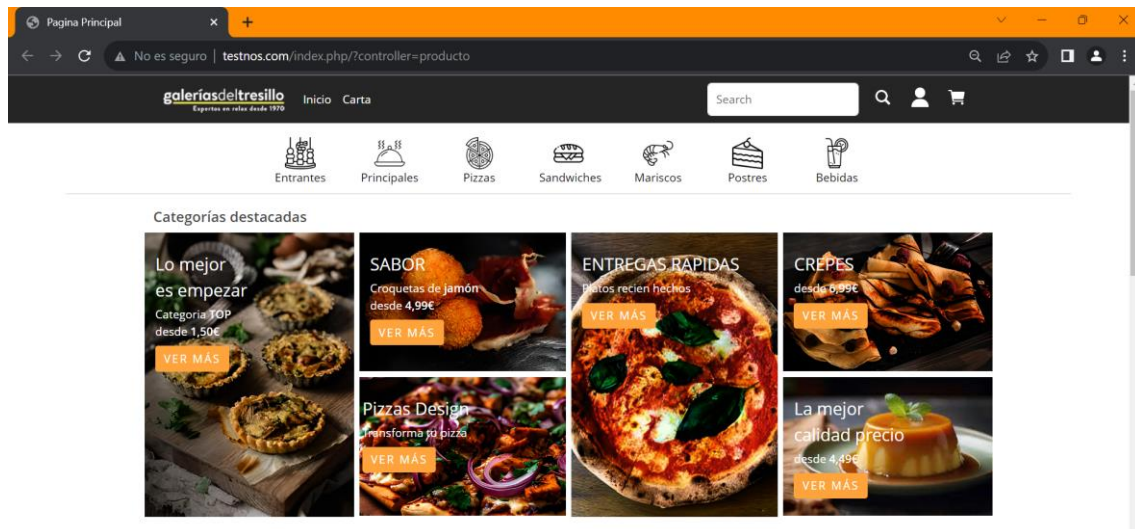 Pagina Principal
No es seguro | testnos.com/index.php/?controller=producto
galeríasdeltresillo
Expertos en relax desde 1970
Inicio Carta
Search
Entrantes Principales Pizzas Sandwiches Mariscos Postres Bebidas
Categorías destacadas
Lo mejor
es empezar
Categoria TOP
desde 1,50€
VER MÁS
SABOR
Croquetas de jamón
desde 4,99€
VER MÁS
Pizzas Design
Transforma tu pizza
VER MÁS
ENTREGAS RAPIDAS
Platos recien hechos
VER MÁS
CREPES
desde 6,99€
VER MÁS
La mejor
calidad precio
desde 4,49€
VER MÁS